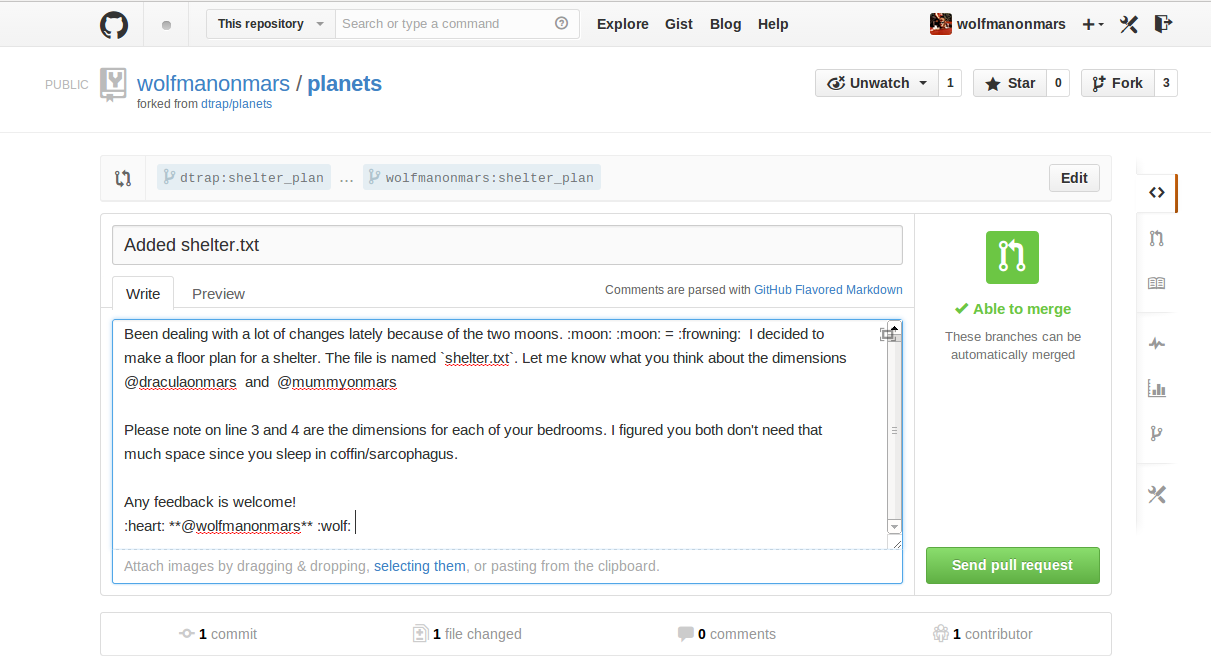 This repository Search or type a command Explore Gist Blog Help wolfmanonmars
PUBLIC wolfmanonmars / planets Unwatch 1 Star 0 Fork 3
forked from dtrap/planets
dtrap:shelter_plan ... wolfmanonmars:shelter_plan Edit
Added shelter.txt
Write Preview Comments are parsed with GitHub Flavored Markdown
Been dealing with a lot of changes lately because of the two moons. :moon: :moon: = :frowning:  I decided to
make a floor plan for a shelter. The file is named `shelter.txt`. Let me know what you think about the dimensions
@draculaonmars  and  @mummyonmars
Please note on line 3 and 4 are the dimensions for each of your bedrooms. I figured you both don't need that
much space since you sleep in coffin/sarcophagus.
Any feedback is welcome!
:heart: **@wolfmanonmars** :wolf:
Attach images by dragging & dropping, selecting them, or pasting from the clipboard.
Able to merge
These branches can be
automatically merged
Send pull request
1 commit 1 file changed 0 comments 1 contributor